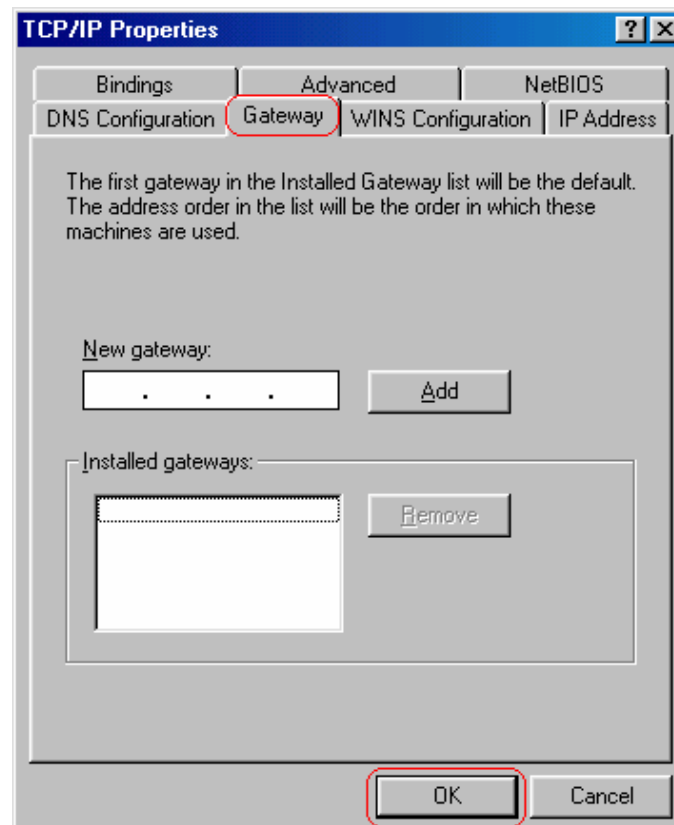 TCP/IP Properties
Bindings Advanced NetBIOS
DNS Configuration Gateway WINS Configuration IP Address
The first gateway in the Installed Gateway list will be the default.
The address order in the list will be the order in which these
machines are used.
New gateway:
. . . Add
Installed gateways:
Remove
OK Cancel